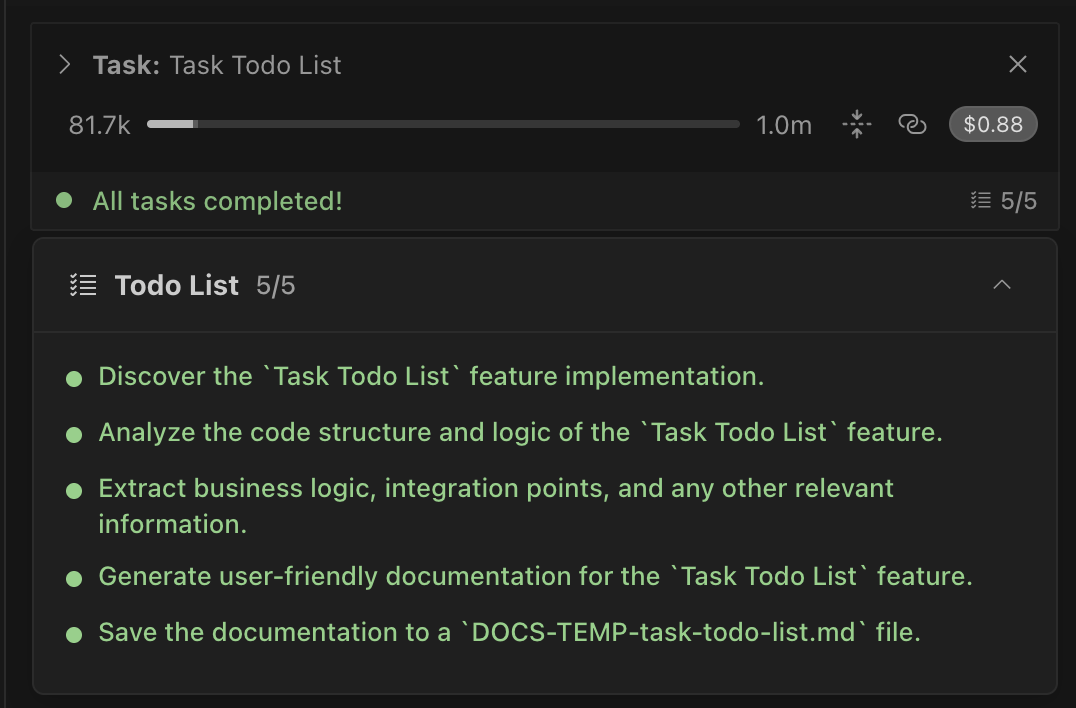 Task: Task Todo List
81.7k 1.0m $0.88
All tasks completed! 5/5
Todo List 5/5
Discover the `Task Todo List` feature implementation.
Analyze the code structure and logic of the `Task Todo List` feature.
Extract business logic, integration points, and any other relevant
information.
Generate user-friendly documentation for the `Task Todo List` feature.
Save the documentation to a `DOCS-TEMP-task-todo-list.md` file.